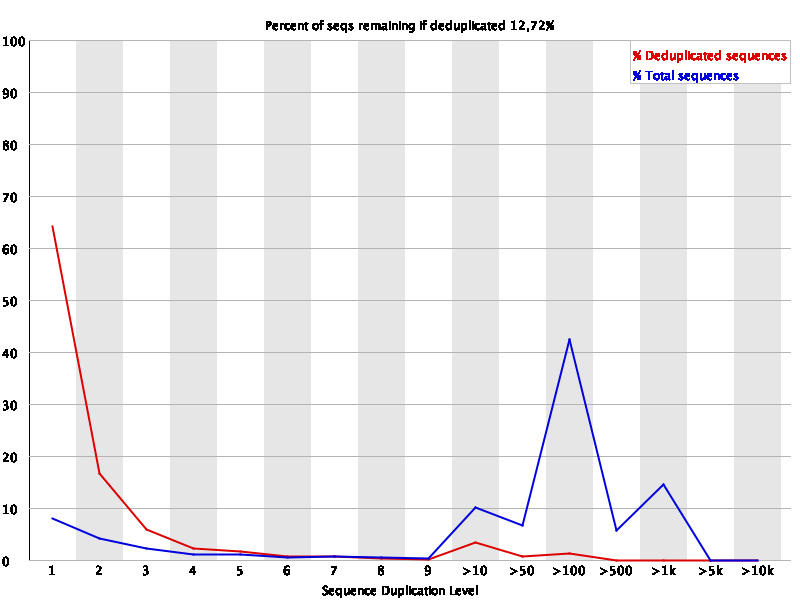 Percent of seqs remaining if deduplicated 12,72%
% Deduplicated sequences
% Total sequences
100
90
80
70
60
50
40
30
20
10
0
1 2 3 4 5 6 7 8 9 >10 >50 >100 >500 >1k >5k >10k
Sequence Duplication Level